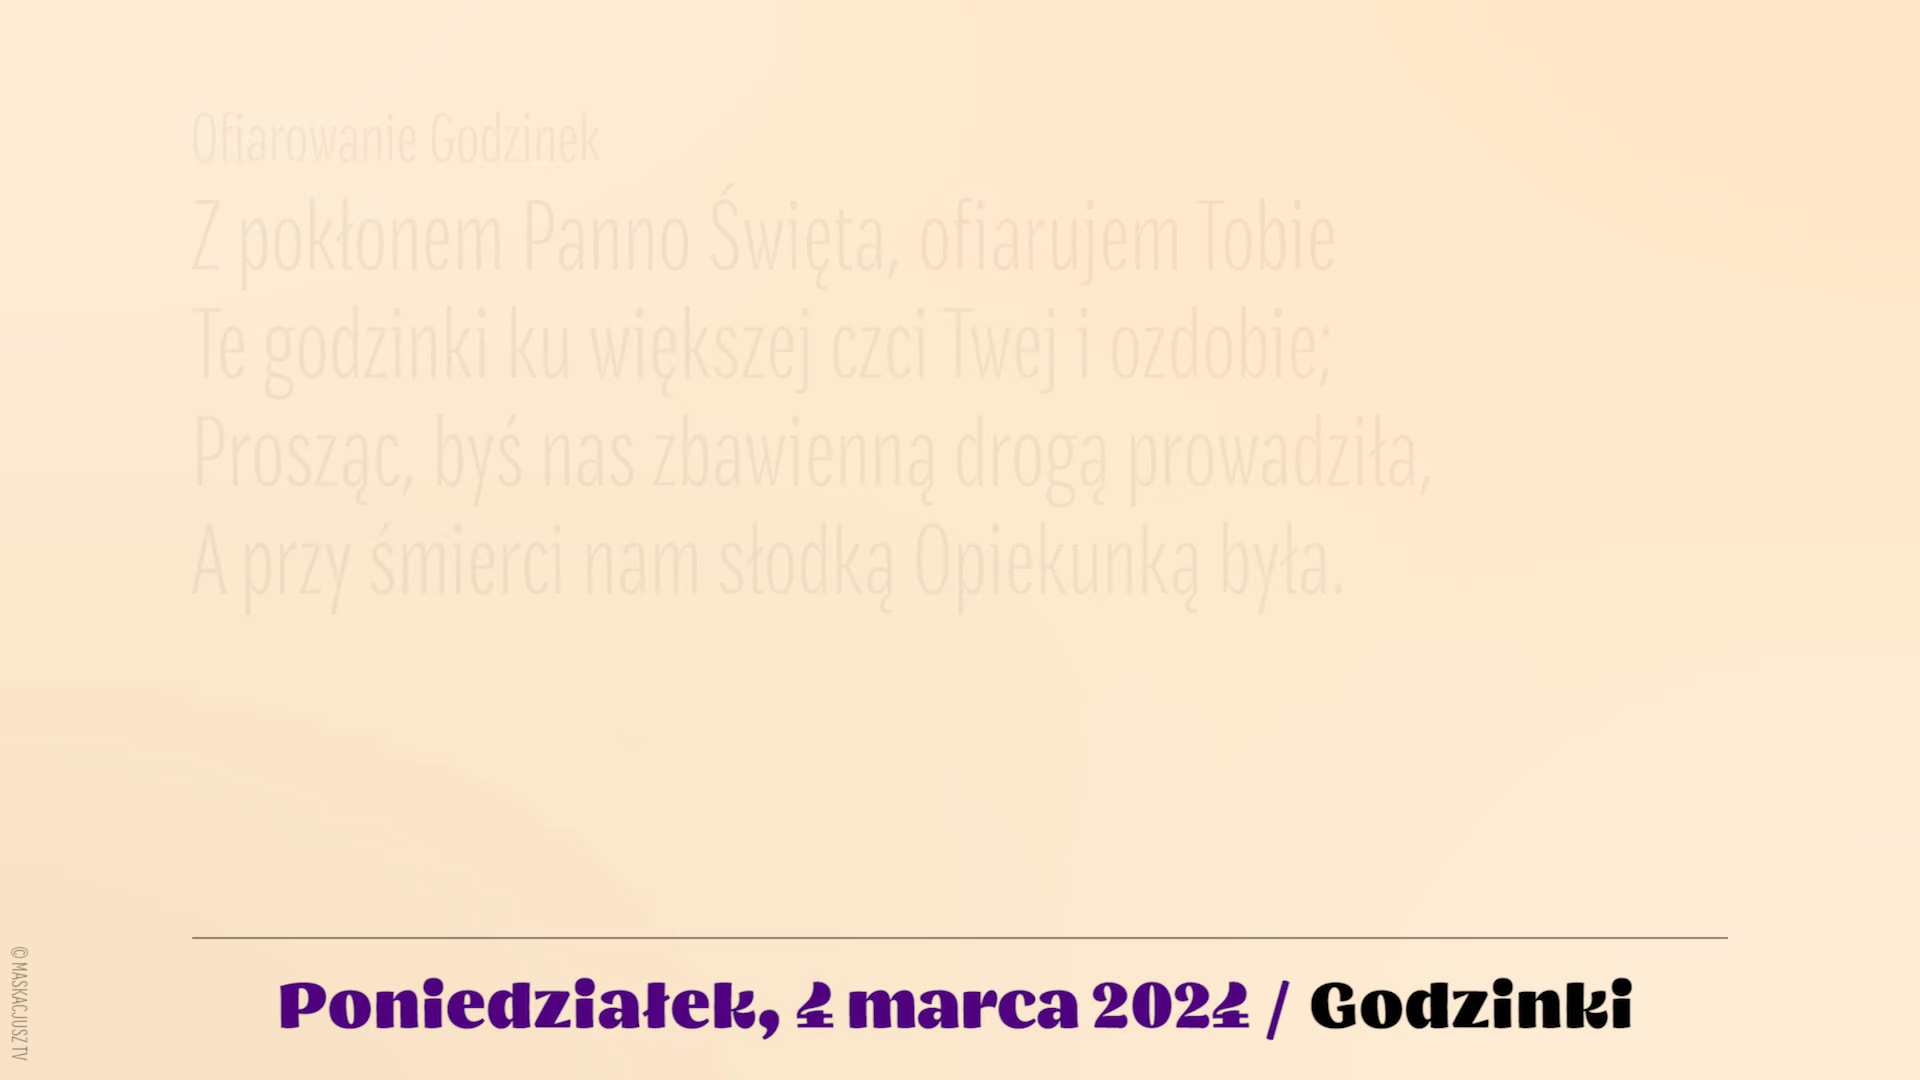 Ofiarowanie Godzinek
Z pokłonem Panno Święta, ofiarujem Tobie
Te godzinki ku większej czci Twej i ozdobie;
Prosząc, byś nas zbawienną drogą prowadziła,
A przy śmierci nam słodką Opiekunką była.
Poniedziałek, 4 marca 2024 / Godzinki
© MASKACJUSZ TV